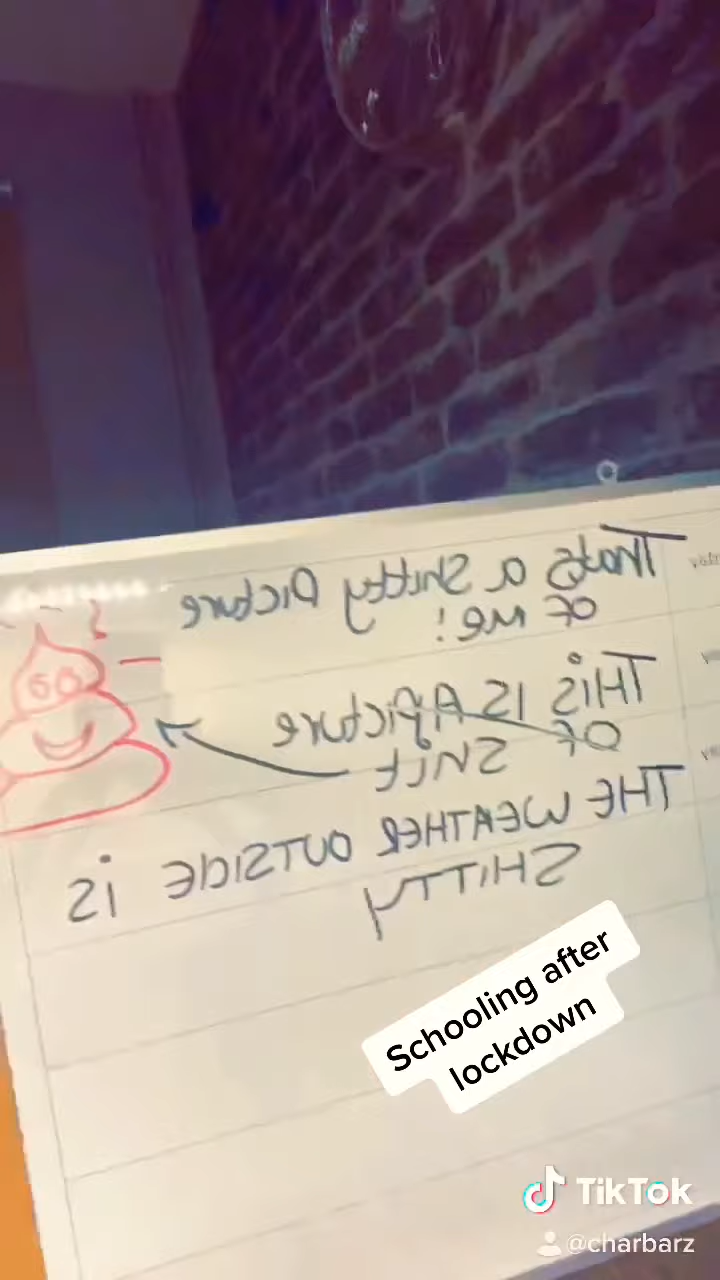 Thats a Shitty Picture
OF me!
THIS IS A Picture
OF SHIT
THE WEATHER OUTSIDE IS
SHITTY
Schooling after
lockdown
TikTok
@charbarz